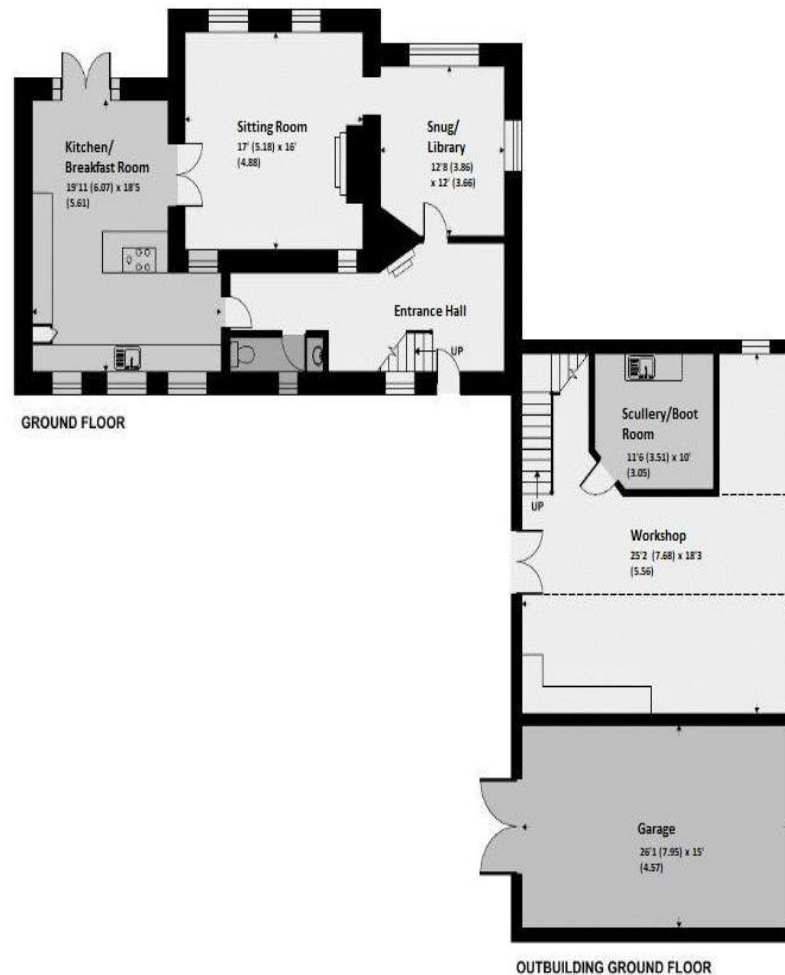 Kitchen/
Breakfast Room
19'11 (6.07) x 18'5
(5.61)
Sitting Room
17' (5.18) x 16'
(4.88)
Snug/
Library
12'8 (3.86)
x 12' (3.66)
Entrance Hall
UP
GROUND FLOOR
Scullery/Boot
Room
11'6 (3.51) x 10'
(3.05)
UP
Workshop
25'2 (7.68) x 18'3
(5.56)
Garage
26'1 (7.95) x 15'
(4.57)
OUTBUILDING GROUND FLOOR